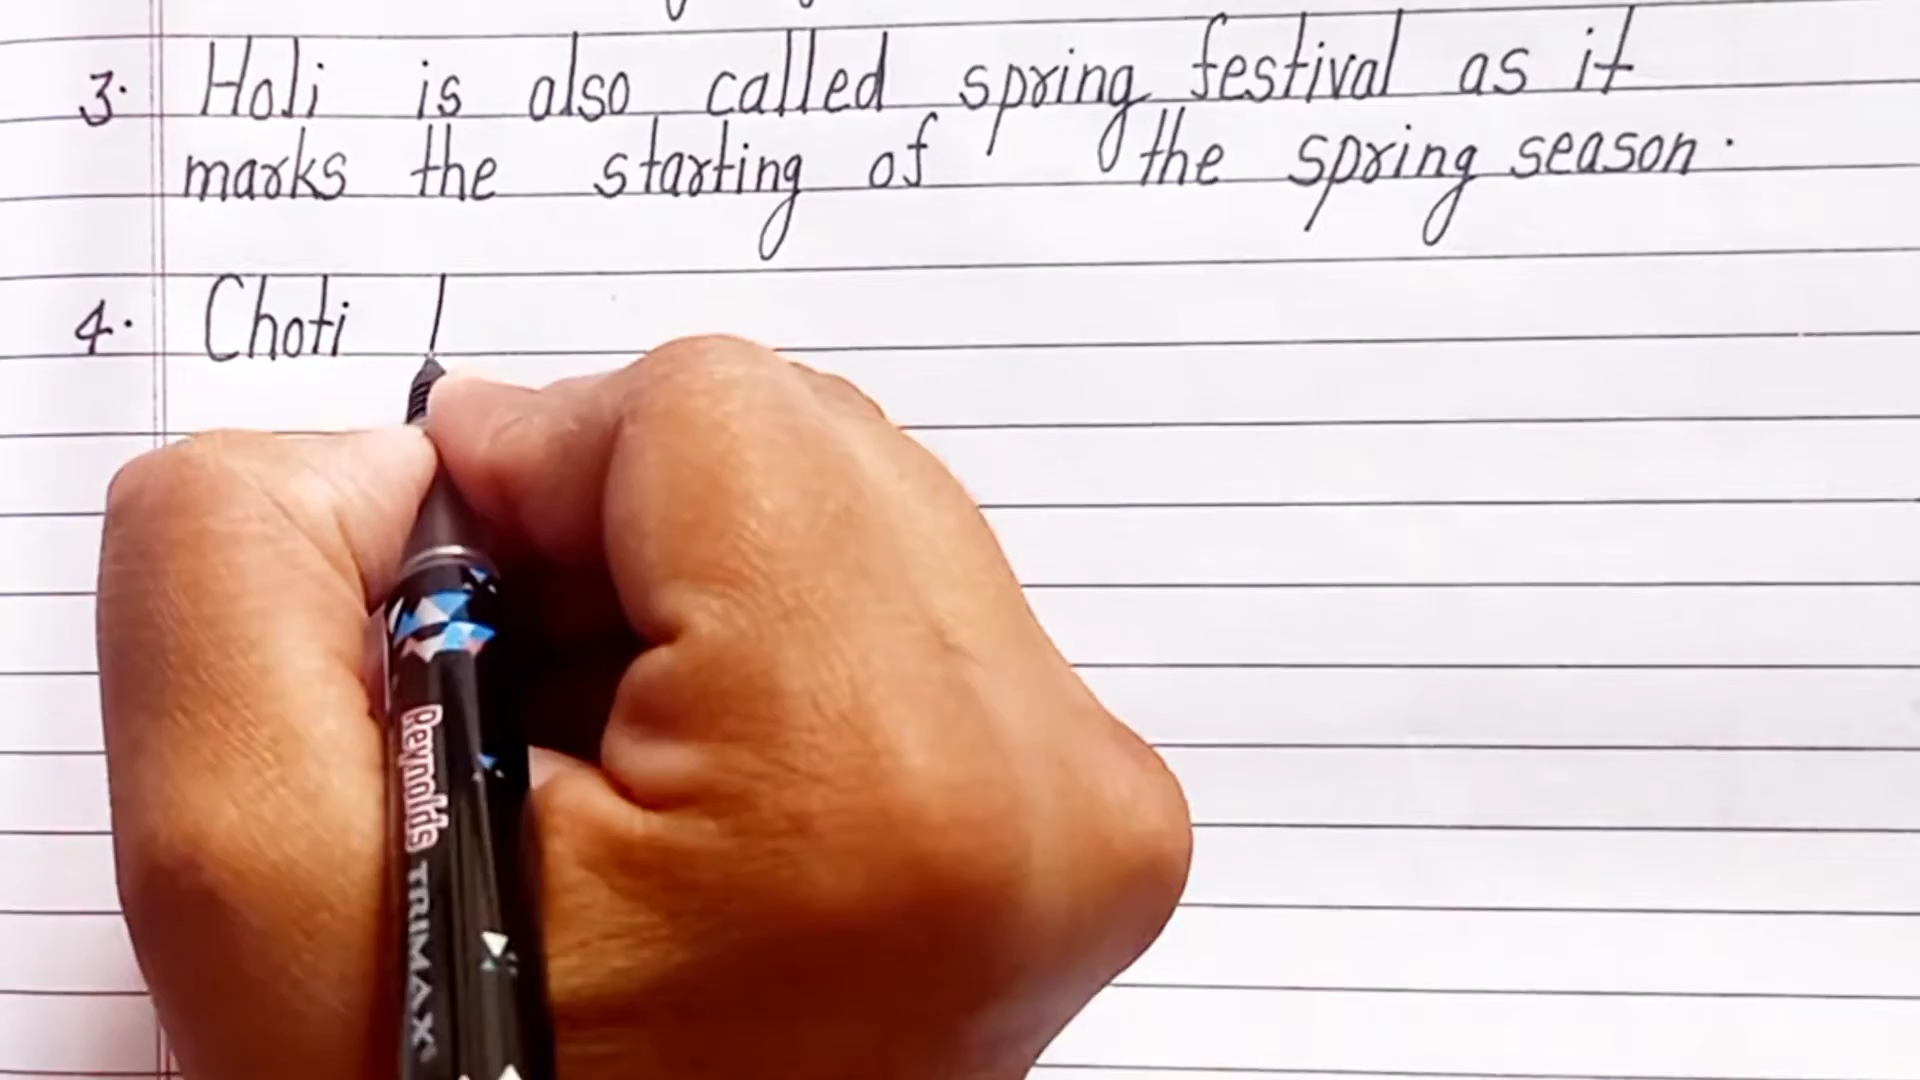 3. Holi is also called spring festival as it
marks the starting of the spring season.
4. Choti
Reynolds TRIMAX